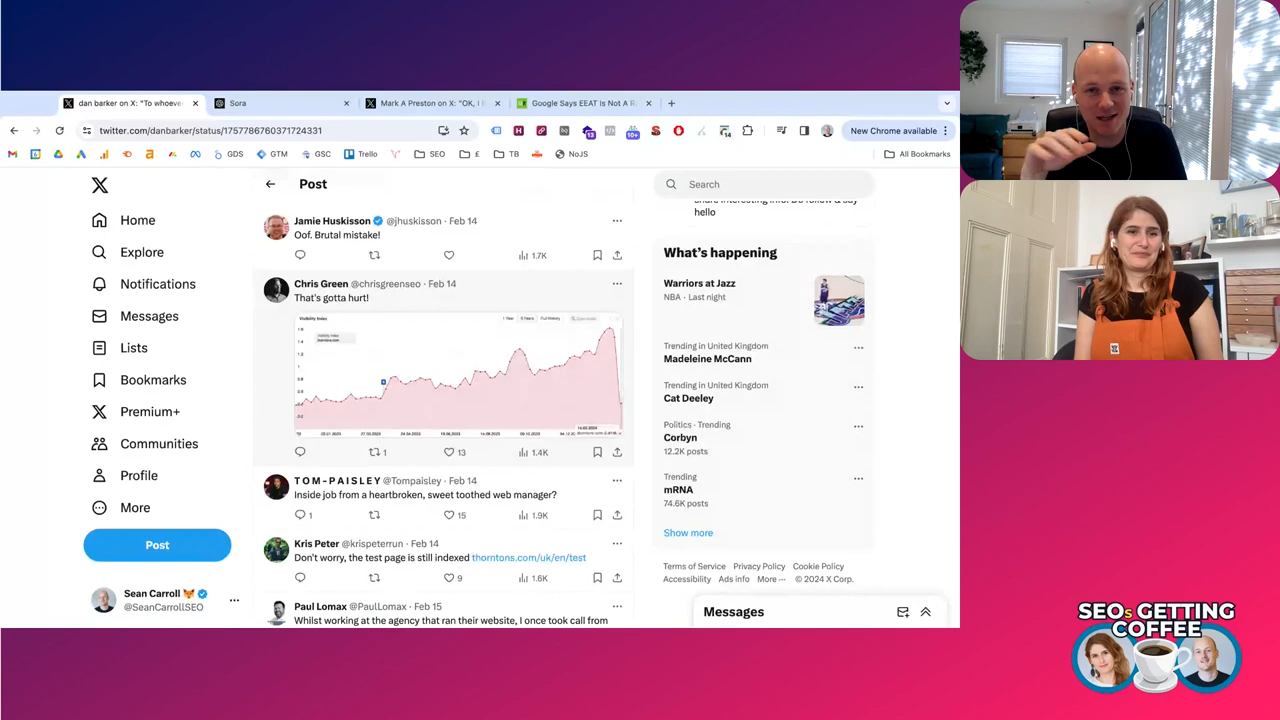 dan barker on X: "To whoeve
Sora
Mark A Preston on X: "OK, I
Google Says EEAT Is Not A R
twitter.com/danbarker/status/1757786760371724331
New Chrome available
GDS
GTM
GSC
Trello
SEO
£
TB
NoJS
All Bookmarks
Home
Explore
Notifications
Messages
Lists
Bookmarks
Premium+
Communities
Profile
More
Post
Sean Carroll
@SeanCarrollSEO
Post
Jamie Huskisson @jhuskisson · Feb 14
Oof. Brutal mistake!
1.7K
Chris Green @chrisgreenseo · Feb 14
That's gotta hurt!
Visibility Index
1 13 1.4K
T O M - P A I S L E Y @Tompaisley · Feb 14
Inside job from a heartbroken, sweet toothed web manager?
1 15 1.9K
Kris Peter @krispeterrun · Feb 14
Don't worry, the test page is still indexed thorntons.com/uk/en/test
9 1.6K
Paul Lomax @PaulLomax · Feb 15
Whilst working at the agency that ran their website, I once took call from
Search
share interesting info. Do follow & say
hello
What's happening
Warriors at Jazz
NBA · Last night
Trending in United Kingdom
Madeleine McCann
Trending in United Kingdom
Cat Deeley
Politics · Trending
Corbyn
12.2K posts
Trending
mRNA
74.6K posts
Show more
Terms of Service Privacy Policy Cookie Policy
Accessibility Ads info More ··· © 2024 X Corp.
Messages
SEOs GETTING
COFFEE